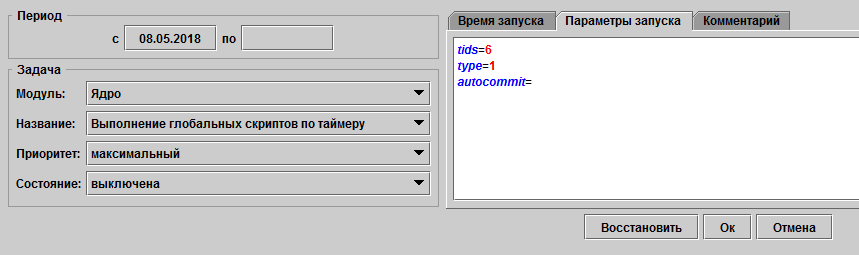 Период
с 08.05.2018 по
Задача
Модуль: Ядро
Название: Выполнение глобальных скриптов по таймеру
Приоритет: максимальный
Состояние: выключена
Время запуска Параметры запуска Комментарий
tids=6
type=1
autocommit=
Восстановить Ок Отмена